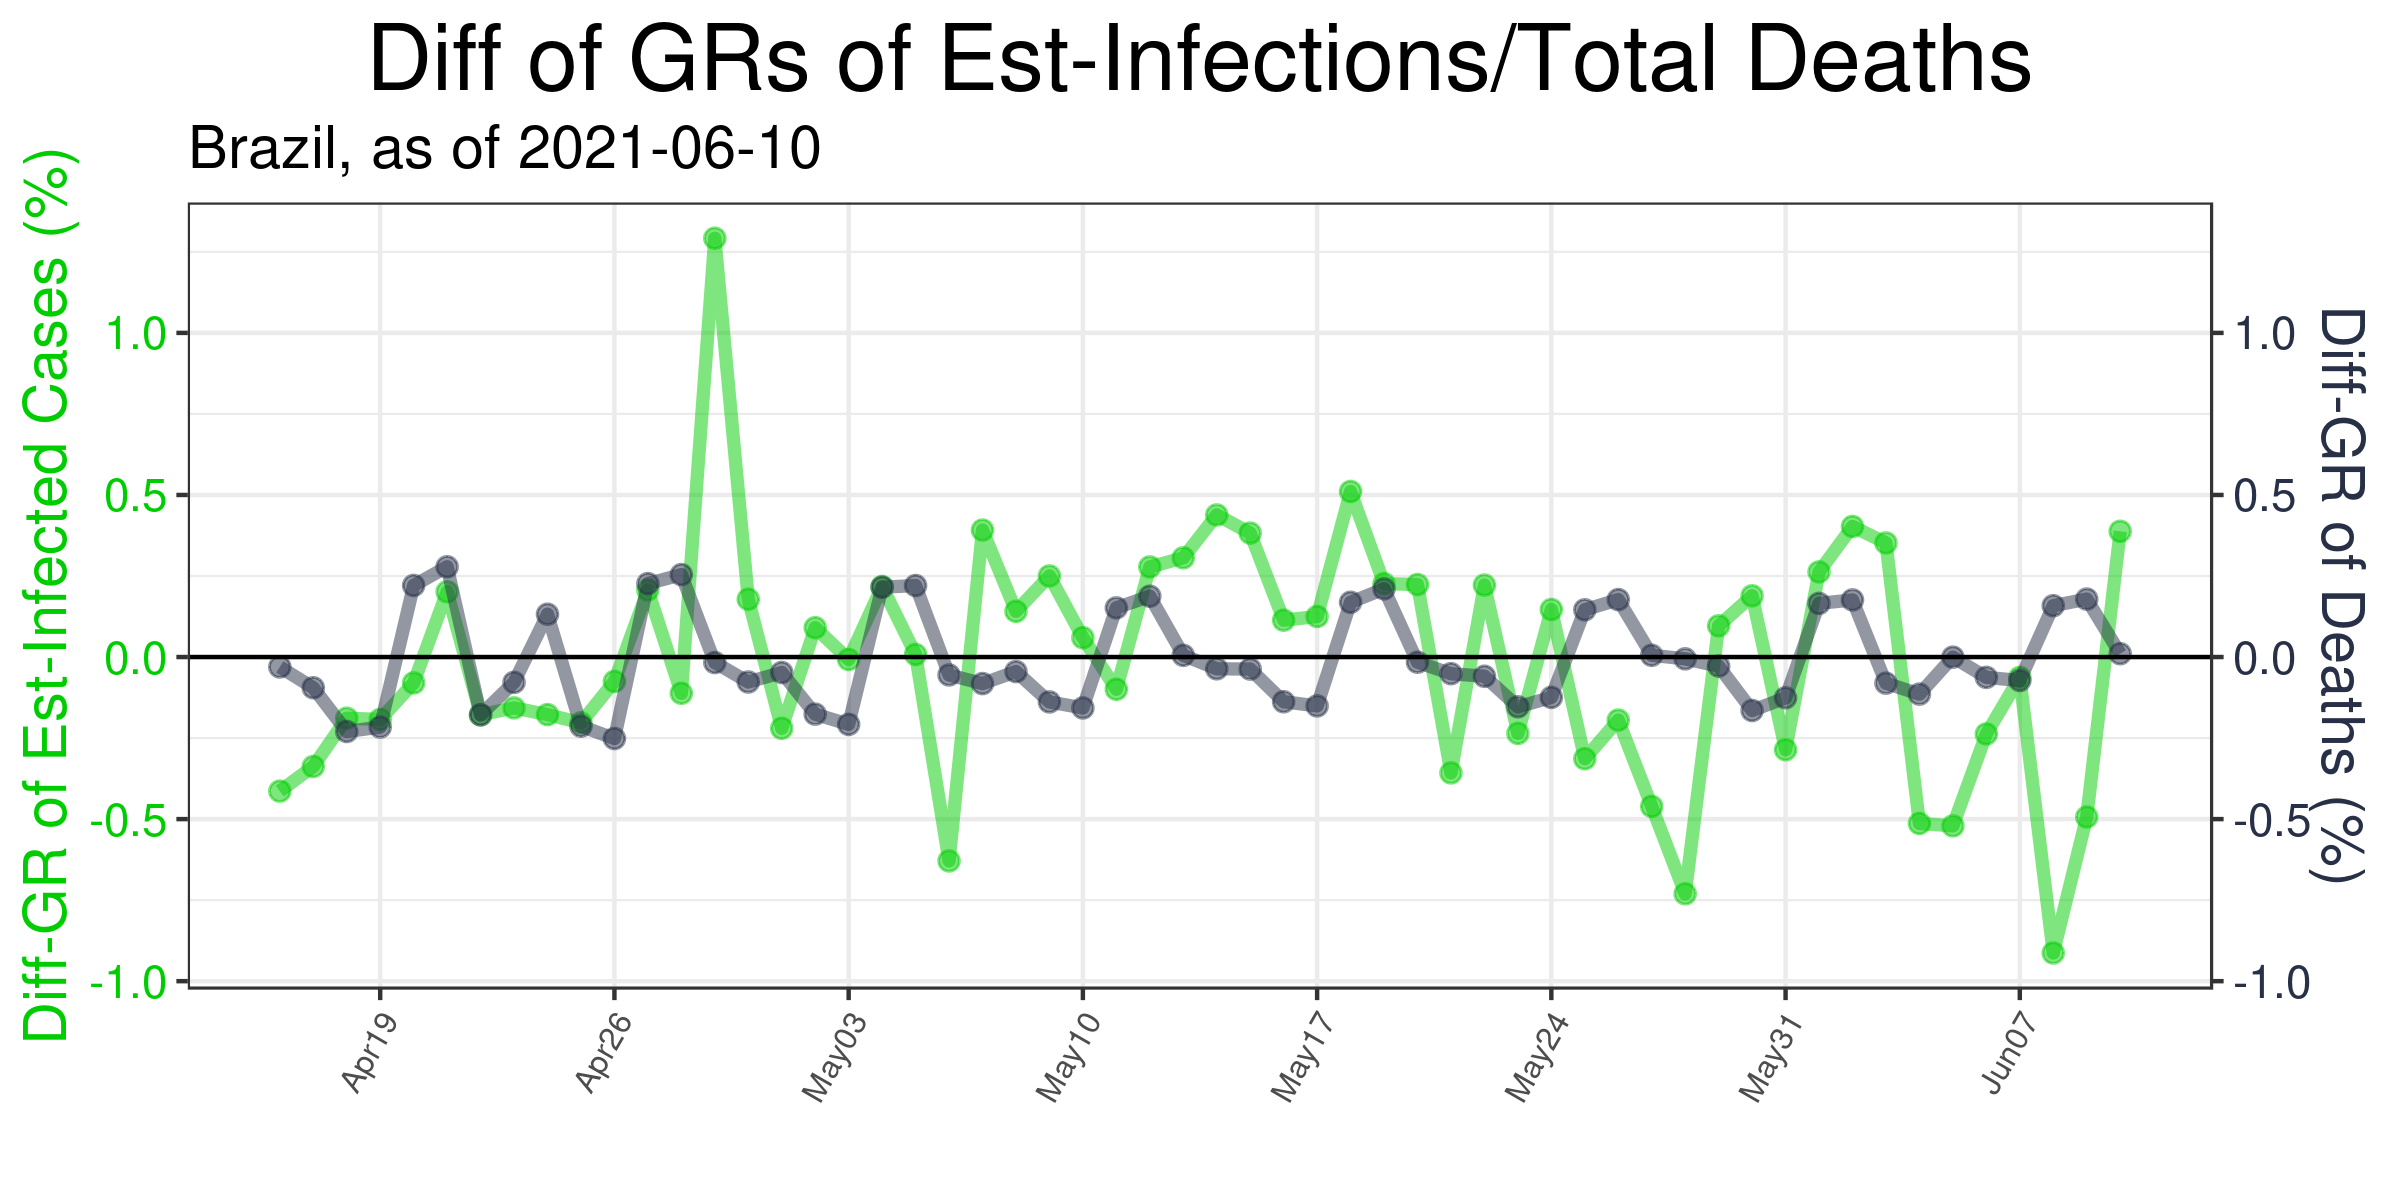 Diff of GRs of Est-Infections/Total Deaths
Brazil, as of 2021-06-10
Diff-GR of Est-Infected Cases (%)
1.0
0.5
0.0
-0.5
-1.0
1.0
0.5
0.0
-0.5
-1.0
Diff-GR of Deaths (%)
Apr19
Apr26
May03
May10
May17
May24
May31
Jun07